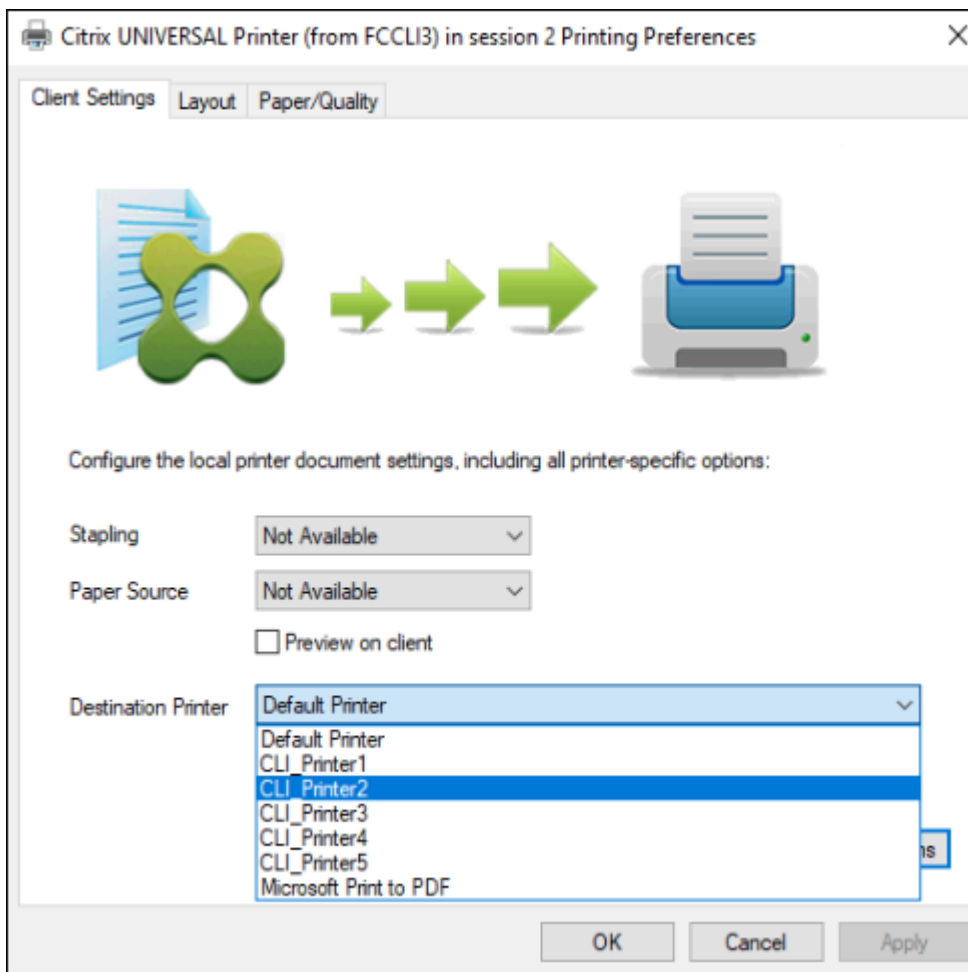 Citrix UNIVERSAL Printer (from FCCLI3) in session 2 Printing Preferences
Client Settings Layout Paper/Quality
Configure the local printer document settings, including all printer-specific options:
Stapling Not Available
Paper Source Not Available
Preview on client
Destination Printer Default Printer
Default Printer
CLI_Printer1
CLI_Printer2
CLI_Printer3
CLI_Printer4
CLI_Printer5
Microsoft Print to PDF
OK Cancel Apply